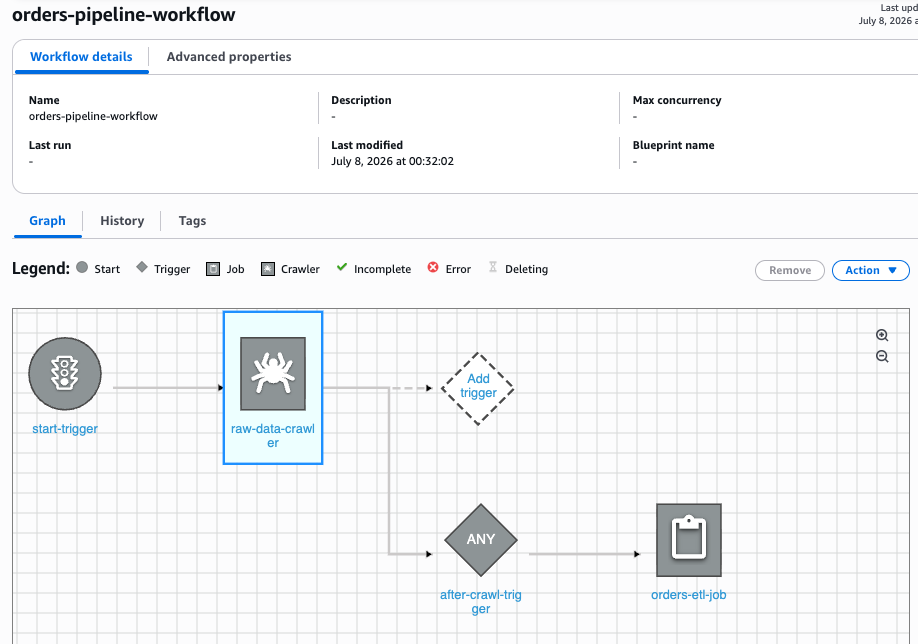 orders-pipeline-workflow
Last upd
July 8, 2026 a
Workflow details
Advanced properties
Name
orders-pipeline-workflow
Description
-
Max concurrency
-
Last run
-
Last modified
July 8, 2026 at 00:32:02
Blueprint name
-
Graph
History
Tags
Legend: Start Trigger Job Crawler Incomplete Error Deleting
Remove
Action
Add
trigger
start-trigger
raw-data-crawl
er
ANY
after-crawl-trig
ger
orders-etl-job